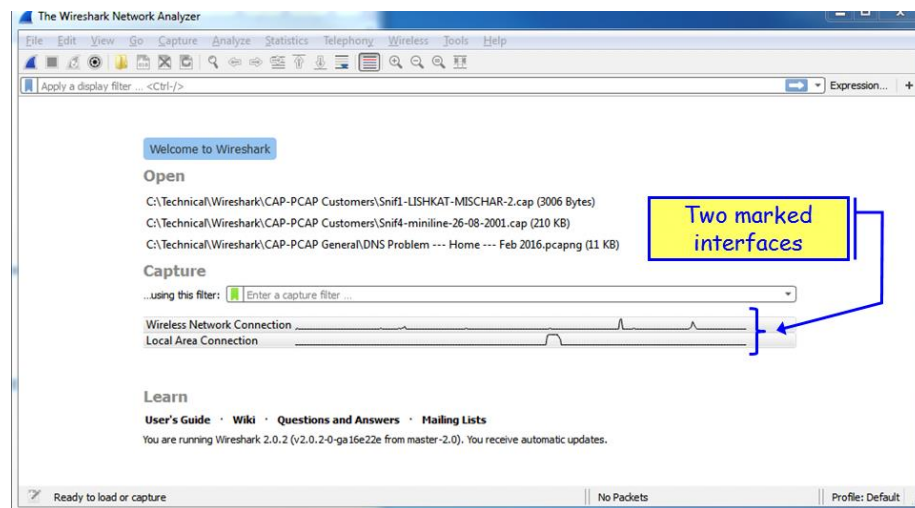 The Wireshark Network Analyzer
File Edit View Go Capture Analyze Statistics Telephony Wireless Tools Help
Apply a display filter ... <Ctrl-/>
Expression... +
Welcome to Wireshark
Open
C:\Technical\Wireshark\CAP-PCAP Customers\Snif1-LISHKAT-MISCHAR-2.cap (3006 Bytes)
C:\Technical\Wireshark\CAP-PCAP Customers\Snif4-miniline-26-08-2001.cap (210 KB)
C:\Technical\Wireshark\CAP-PCAP General\DNS Problem --- Home --- Feb 2016.pcapng (11 KB)
Two marked
interfaces
Capture
...using this filter: Enter a capture filter ...
Wireless Network Connection
Local Area Connection
Learn
User's Guide · Wiki · Questions and Answers · Mailing Lists
You are running Wireshark 2.0.2 (v2.0.2-0-ga16e22e from master-2.0). You receive automatic updates.
Ready to load or capture
No Packets
Profile: Default